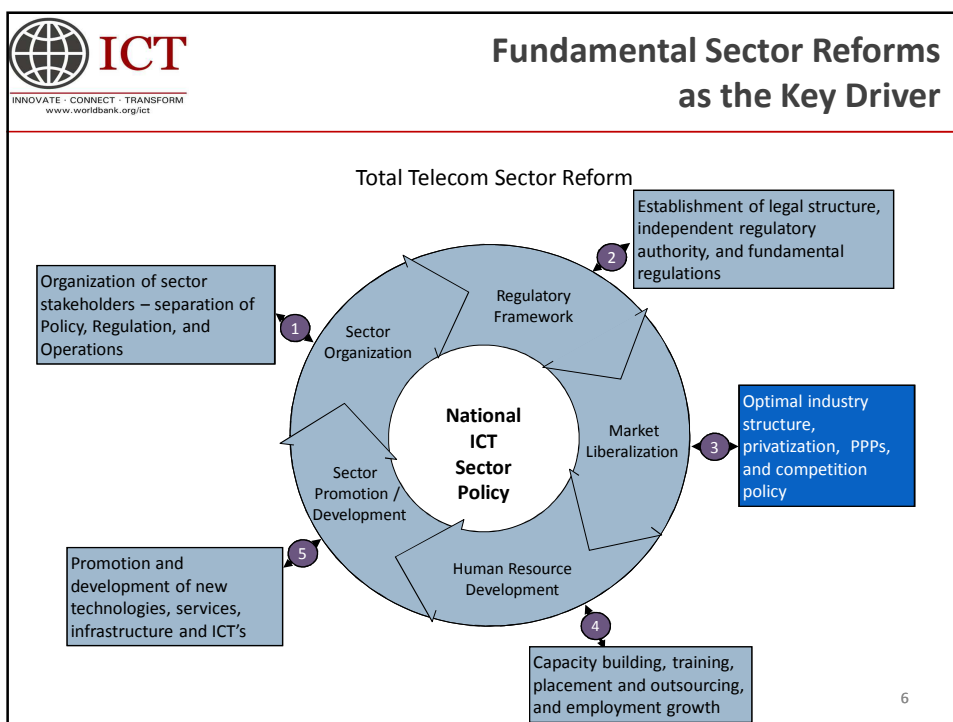 ICT
INNOVATE · CONNECT · TRANSFORM
www.worldbank.org/ict
Fundamental Sector Reforms
as the Key Driver
Total Telecom Sector Reform
Organization of sector
stakeholders – separation of
Policy, Regulation, and
Operations
1
Sector
Organization
Regulatory
Framework
2
Establishment of legal structure,
independent regulatory
authority, and fundamental
regulations
National
ICT
Sector
Policy
Market
Liberalization
3
Optimal industry
structure,
privatization, PPPs,
and competition
policy
Human Resource
Development
4
Capacity building, training,
placement and outsourcing,
and employment growth
Sector
Promotion /
Development
5
Promotion and
development of new
technologies, services,
infrastructure and ICT's
6